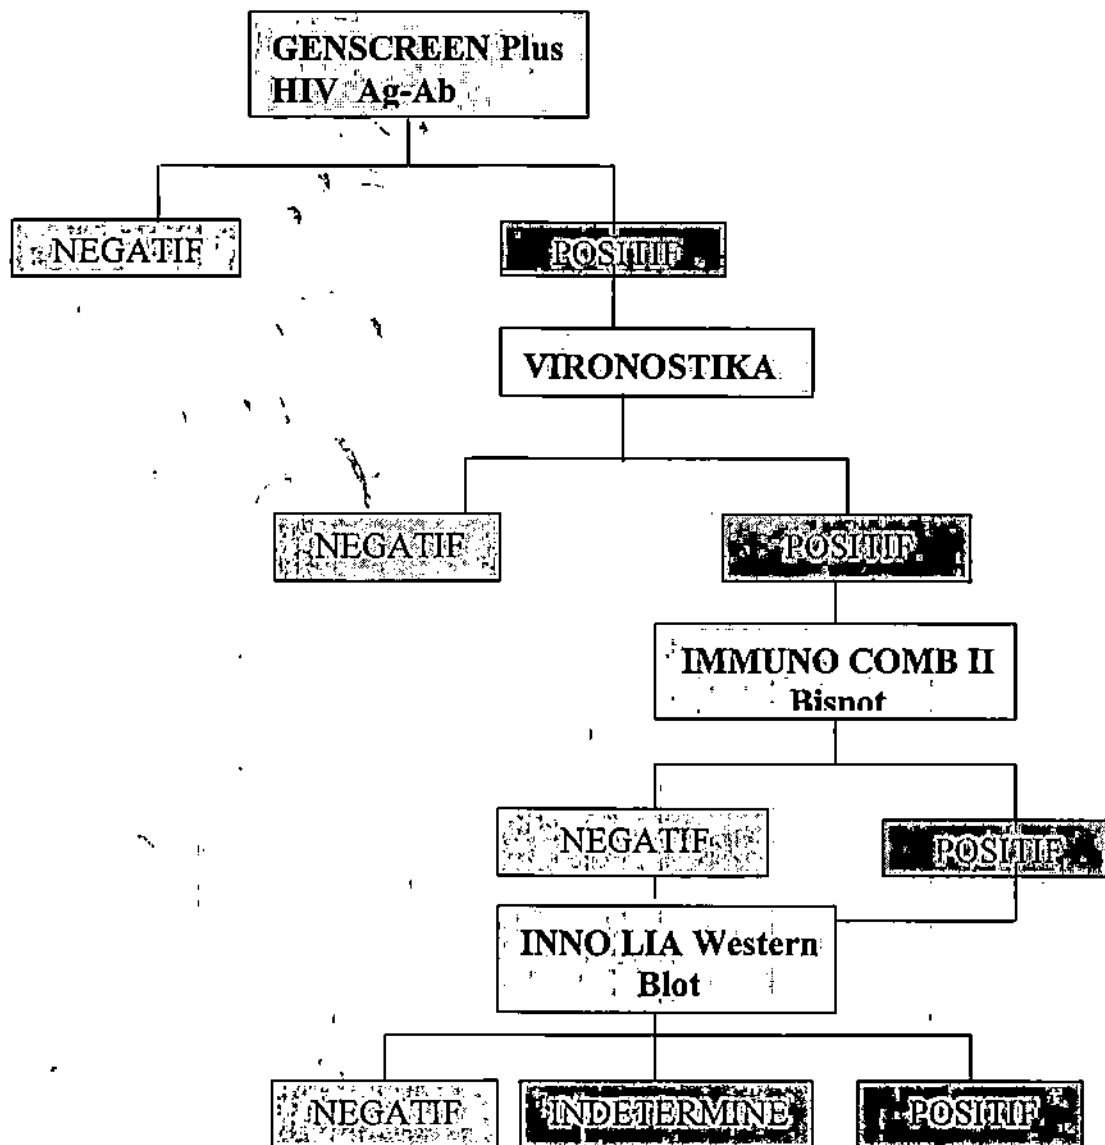 GENSCREEN Plus
HIV Ag-Ab
NEGATIF
POSITIF
VIRONOSTIKA
NEGATIF
POSITIF
IMMUNO COMB II
Bispot
NEGATIF
POSITIF
INNO LIA Western
Blot
NEGATIF
INDETERMINE
POSITIF